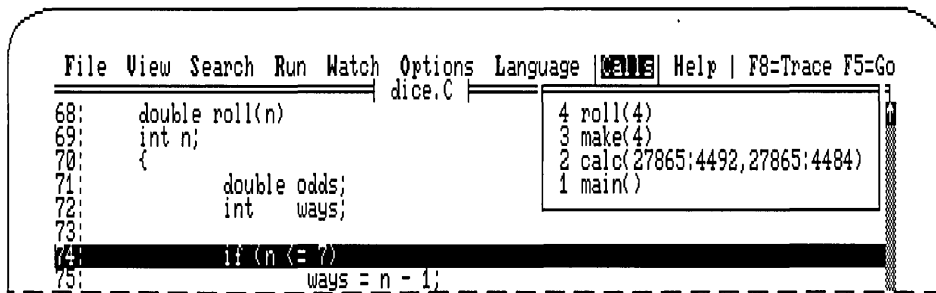 File View Search Run Watch Options Language |Calls| Help | F8=Trace F5=Go
dice.C
68: double roll(n)
69: int n;
70: {
71: double odds;
72: int ways;
73:
74: if (n <= 7)
75: ways = n - 1;
4 roll(4)
3 make(4)
2 calc(27865:4492,27865:4484)
1 main()